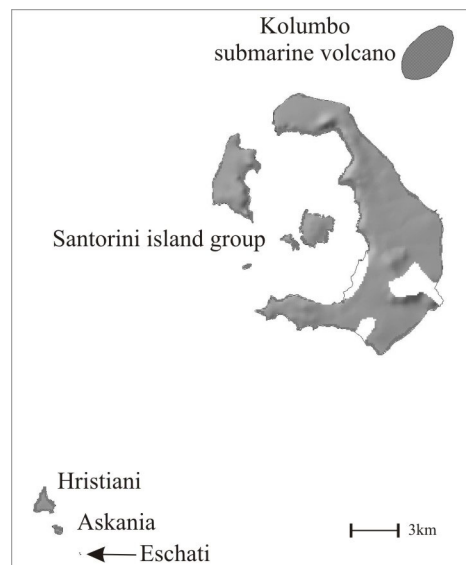 Kolumbo
submarine volcano
Santorini island group
Hristiani
Askania
Eschati
3km